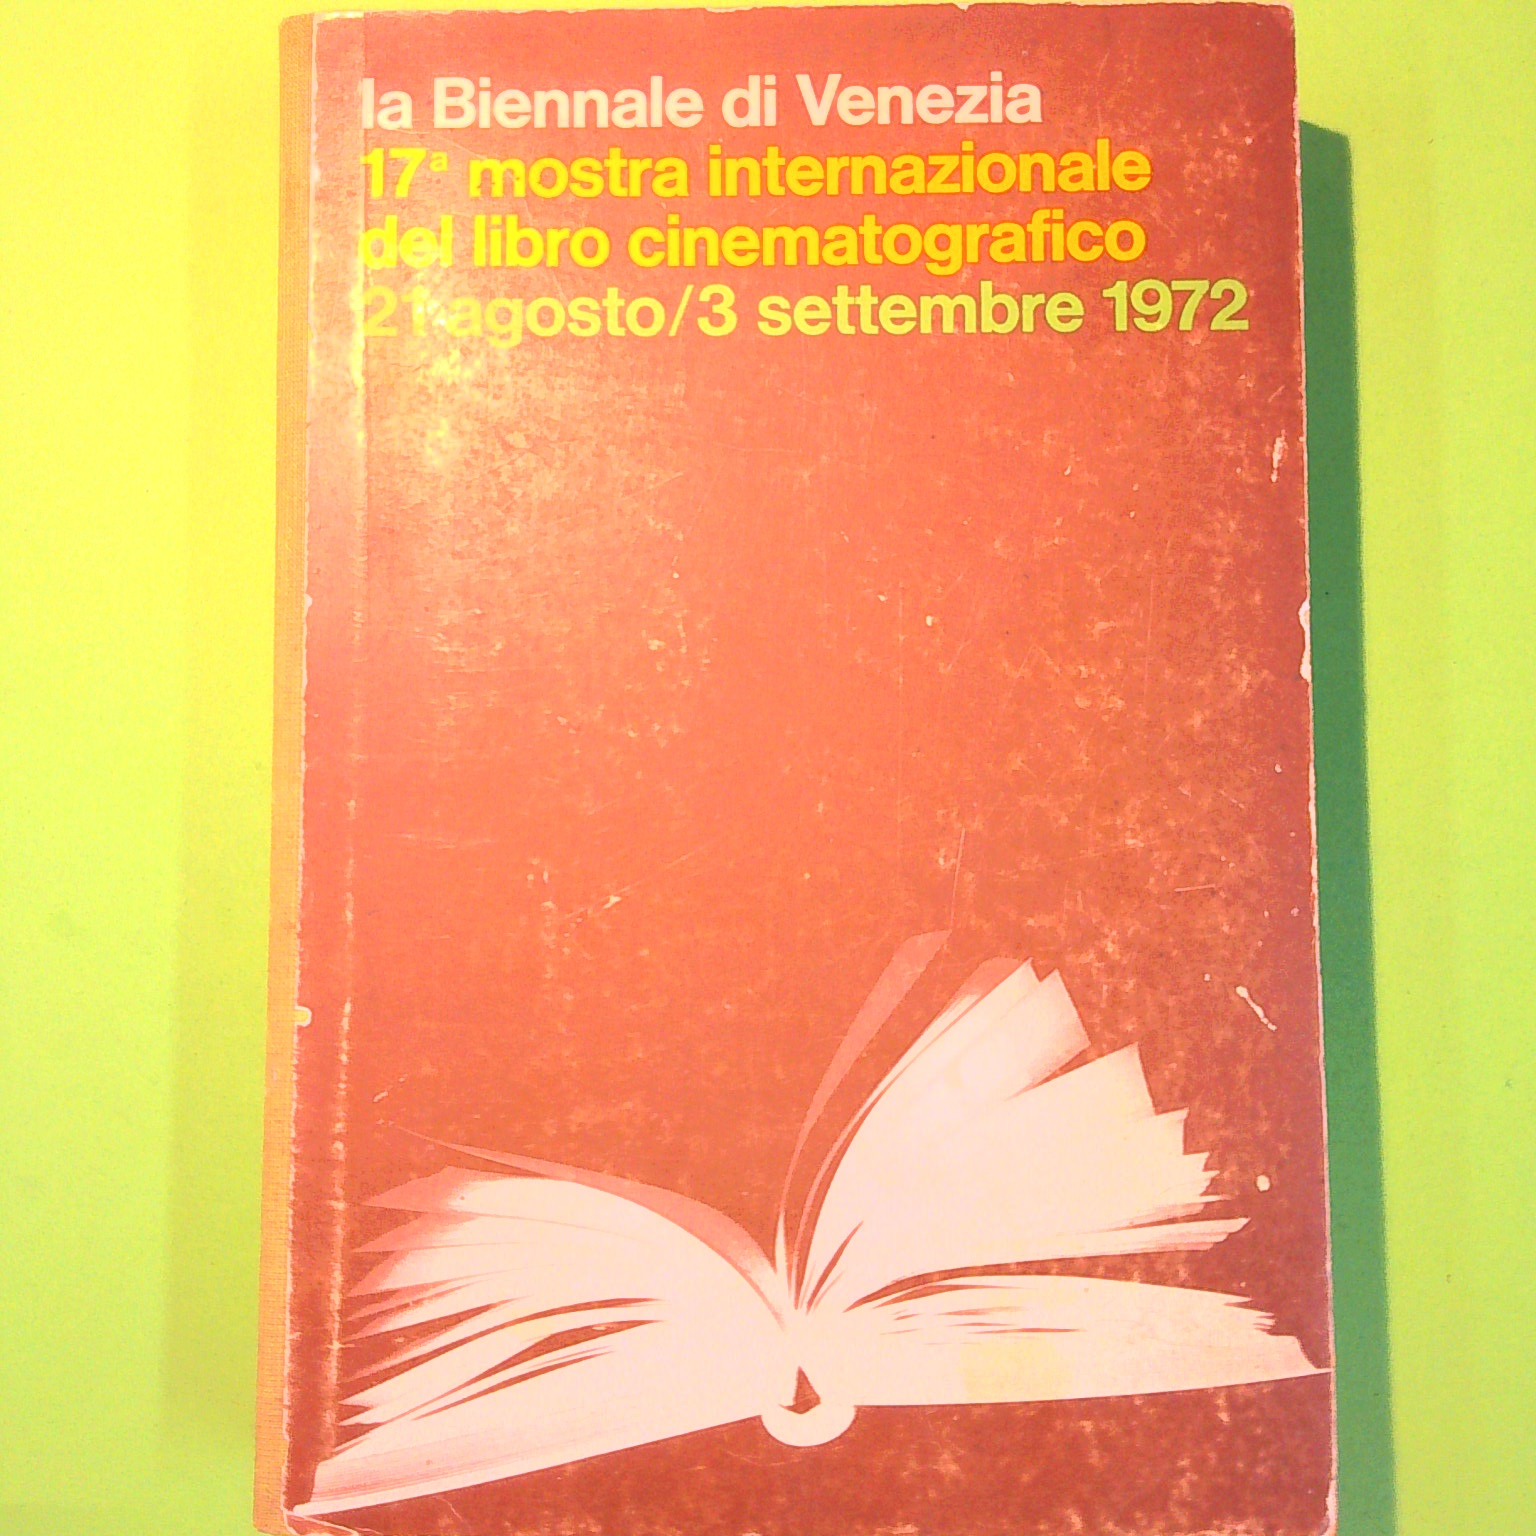 la Biennale di Venezia
17ª mostra internazionale
del libro cinematografico
21 agosto/3 settembre 1972